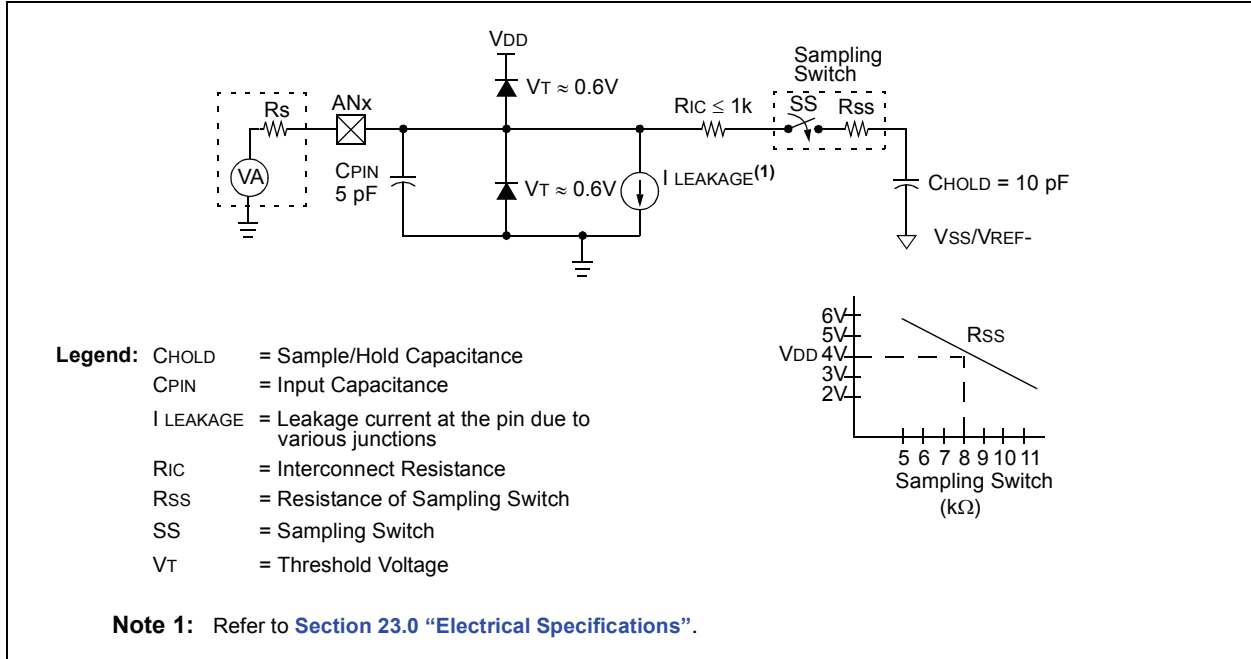 VDD
Sampling
Switch
VT ≈ 0.6V
Rs
ANx
RIC ≤ 1k
SS
Rss
VA
CPIN
5 pF
VT ≈ 0.6V
I LEAKAGE(1)
CHOLD = 10 pF
VSS/VREF-
6V
5V
VDD 4V
3V
2V
RSS
5 6 7 8 9 10 11
Sampling Switch
(kΩ)
Legend: CHOLD = Sample/Hold Capacitance
CPIN = Input Capacitance
I LEAKAGE = Leakage current at the pin due to
various junctions
RIC = Interconnect Resistance
RSS = Resistance of Sampling Switch
SS = Sampling Switch
VT = Threshold Voltage
Note 1: Refer to Section 23.0 “Electrical Specifications”.